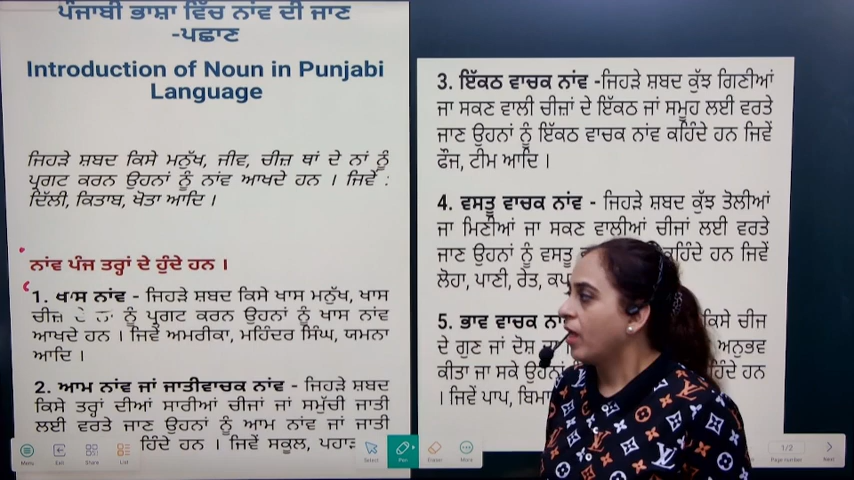 ਪੰਜਾਬੀ ਭਾਸ਼ਾ ਵਿੱਚ ਨਾਂਵ ਦੀ ਜਾਣ
-ਪਛਾਣ
Introduction of Noun in Punjabi
Language
ਜਿਹੜੇ ਸ਼ਬਦ ਕਿਸੇ ਮਨੁੱਖ, ਜੀਵ, ਚੀਜ਼ ਥਾਂ ਦੇ ਨਾਂ ਨੂੰ
ਪ੍ਰਗਟ ਕਰਨ ਉਹਨਾਂ ਨੂੰ ਨਾਂਵ ਆਖਦੇ ਹਨ । ਜਿਵੇਂ :
ਦਿੱਲੀ, ਕਿਤਾਬ, ਖੋਤਾ ਆਦਿ ।
ਨਾਂਵ ਪੰਜ ਤਰ੍ਹਾਂ ਦੇ ਹੁੰਦੇ ਹਨ ।
1. ਖਾਸ ਨਾਂਵ - ਜਿਹੜੇ ਸ਼ਬਦ ਕਿਸੇ ਖਾਸ ਮਨੁੱਖ, ਖਾਸ
ਚੀਜ਼ ਨੂੰ ਪ੍ਰਗਟ ਕਰਨ ਉਹਨਾਂ ਨੂੰ ਖਾਸ ਨਾਂਵ
ਆਖਦੇ ਹਨ । ਜਿਵੇਂ ਅਮਰੀਕਾ, ਮਹਿੰਦਰ ਸਿੰਘ, ਯਮਨਾ
ਆਦਿ ।
2. ਆਮ ਨਾਂਵ ਜਾਂ ਜਾਤੀਵਾਚਕ ਨਾਂਵ - ਜਿਹੜੇ ਸ਼ਬਦ
ਕਿਸੇ ਤਰ੍ਹਾਂ ਦੀਆਂ ਸਾਰੀਆਂ ਚੀਜਾਂ ਜਾਂ ਸਮੁੱਚੀ ਜਾਤੀ
ਲਈ ਵਰਤੇ ਜਾਣ ਉਹਨਾਂ ਨੂੰ ਆਮ ਨਾਂਵ ਜਾਂ ਜਾਤੀ
ਹਿੰਦੇ ਹਨ । ਜਿਵੇਂ ਸਕੂਲ, ਪਹਾੜ
3. ਇੱਕਠ ਵਾਚਕ ਨਾਂਵ -ਜਿਹੜੇ ਸ਼ਬਦ ਕੁੱਝ ਗਿਣੀਆਂ
ਜਾ ਸਕਣ ਵਾਲੀ ਚੀਜ਼ਾਂ ਦੇ ਇੱਕਠ ਜਾਂ ਸਮੂਹ ਲਈ ਵਰਤੇ
ਜਾਣ ਉਹਨਾਂ ਨੂੰ ਇੱਕਠ ਵਾਚਕ ਨਾਂਵ ਕਹਿੰਦੇ ਹਨ ਜਿਵੇਂ
ਫੌਜ, ਟੀਮ ਆਦਿ ।
4. ਵਸਤੂ ਵਾਚਕ ਨਾਂਵ - ਜਿਹੜੇ ਸ਼ਬਦ ਕੁੱਝ ਤੋਲੀਆਂ
ਜਾ ਮਿਣੀਆਂ ਜਾ ਸਕਣ ਵਾਲੀਆਂ ਚੀਜਾਂ ਲਈ ਵਰਤੇ
ਜਾਣ ਉਹਨਾਂ ਨੂੰ ਵਸਤੂ ਕਹਿੰਦੇ ਹਨ ਜਿਵੇਂ
ਲੋਹਾ, ਪਾਣੀ, ਰੇਤ,
5. ਭਾਵ ਵਾਚਕ ਕਿਸੇ ਚੀਜ
ਦੇ ਗੁਣ ਜਾਂ ਦੋਸ਼ ਅਨੁਭਵ
ਕੀਤਾ ਜਾ ਸਕੇ ਉਹਨਾਂ ਹਨ
। ਜਿਵੇਂ ਪਾਪ,
Menu Exit Share List Select Pen Eraser More 1/2 Page number Next